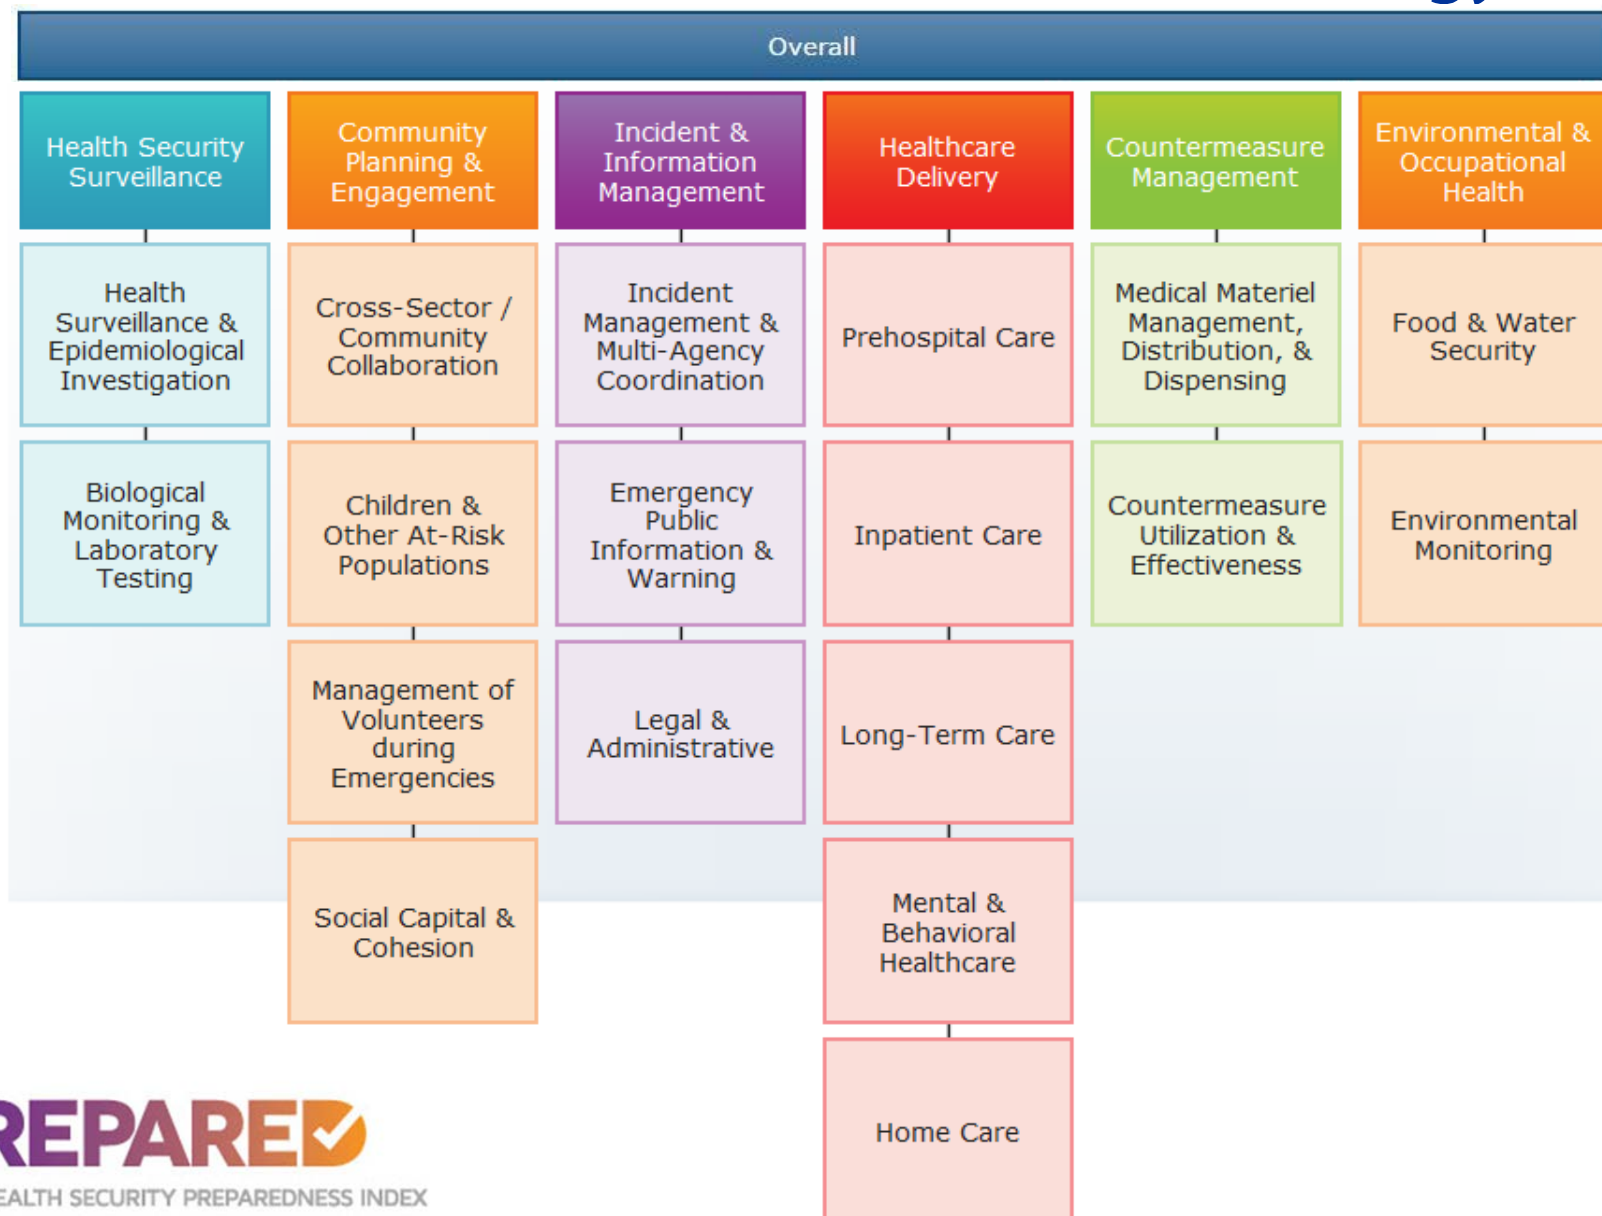 Overall
Health Security
Surveillance
Community
Planning &
Engagement
Incident &
Information
Management
Healthcare
Delivery
Countermeasure
Management
Environmental &
Occupational
Health
Health
Surveillance &
Epidemiological
Investigation
Cross-Sector /
Community
Collaboration
Incident
Management &
Multi-Agency
Coordination
Prehospital Care
Medical Materiel
Management,
Distribution, &
Dispensing
Food & Water
Security
Biological
Monitoring &
Laboratory
Testing
Children &
Other At-Risk
Populations
Emergency
Public
Information &
Warning
Inpatient Care
Countermeasure
Utilization &
Effectiveness
Environmental
Monitoring
Management of
Volunteers
during
Emergencies
Legal &
Administrative
Long-Term Care
Social Capital &
Cohesion
Mental &
Behavioral
Healthcare
Home Care
REPARED
EALTH SECURITY PREPAREDNESS INDEX